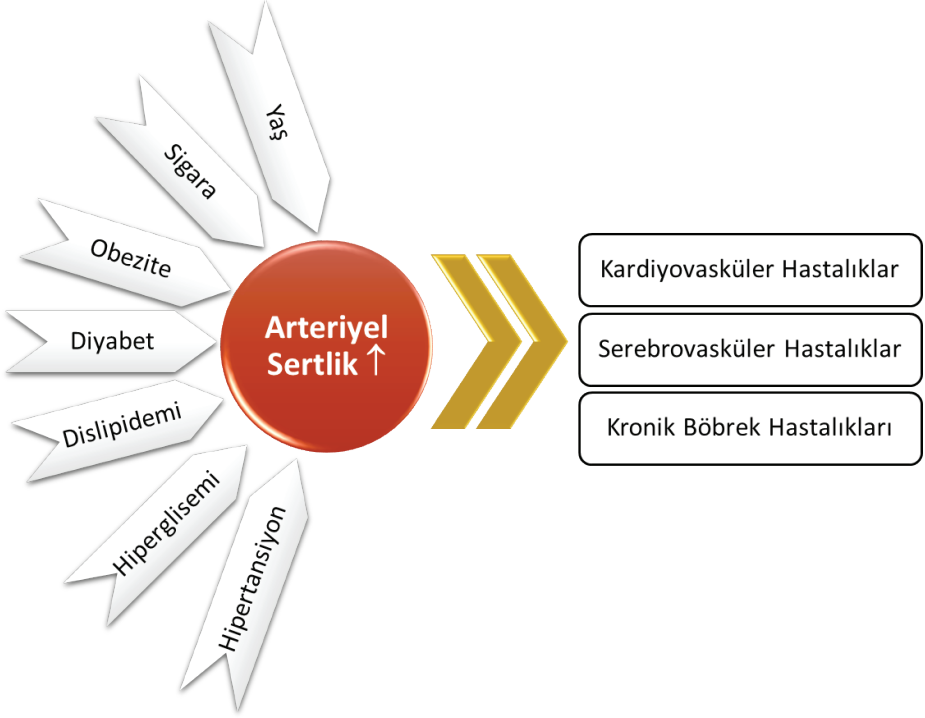 Yaş
Sigara
Obezite
Diyabet
Dislipidemi
Hiperglisemi
Hipertansiyon
Arteriyel
Sertlik ↑
Kardiyovasküler Hastalıklar
Serebrovasküler Hastalıklar
Kronik Böbrek Hastalıkları